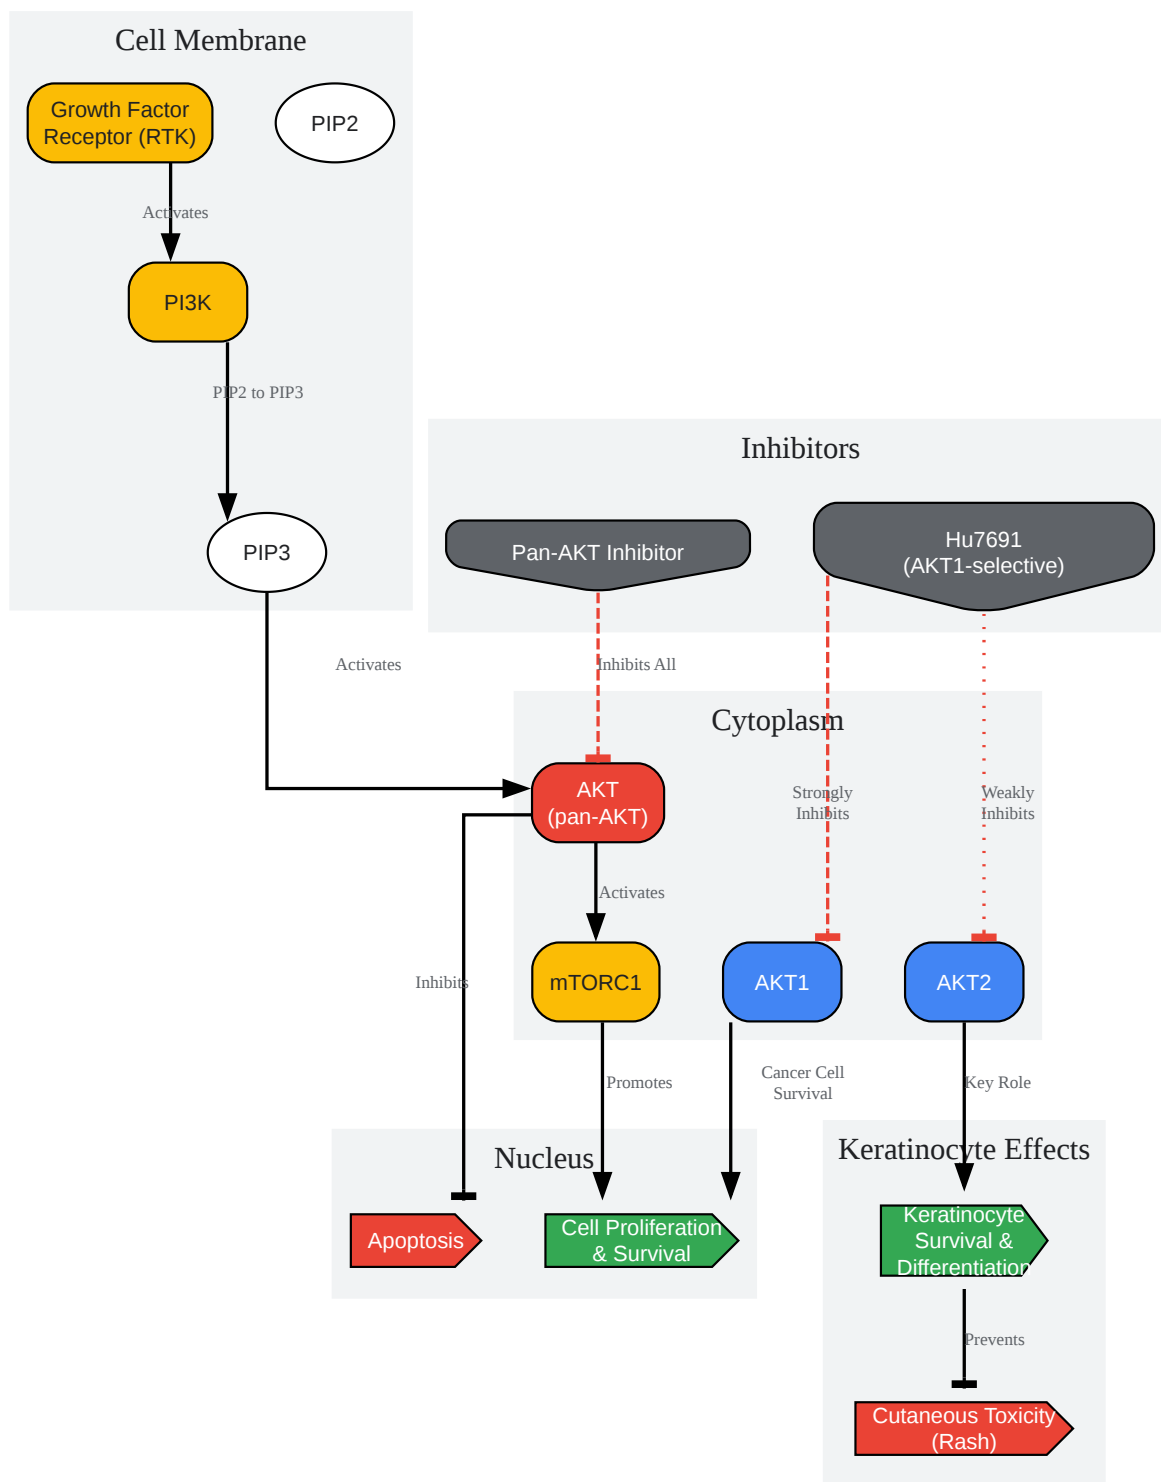 Cell Membrane
Growth Factor
Receptor (RTK)
PIP2
Activates
PI3K
PIP2 to PIP3
PIP3
Inhibitors
Pan-AKT Inhibitor
Hu7691
(AKT1-selective)
Activates
Inhibits All
Cytoplasm
AKT
(pan-AKT)
Strongly
Inhibits
Weakly
Inhibits
Activates
Inhibits
mTORC1
AKT1
AKT2
Promotes
Cancer Cell
Survival
Key Role
Nucleus
Keratinocyte Effects
Apoptosis
Cell Proliferation
& Survival
Keratinocyte
Survival &
Differentiation
Prevents
Cutaneous Toxicity
(Rash)